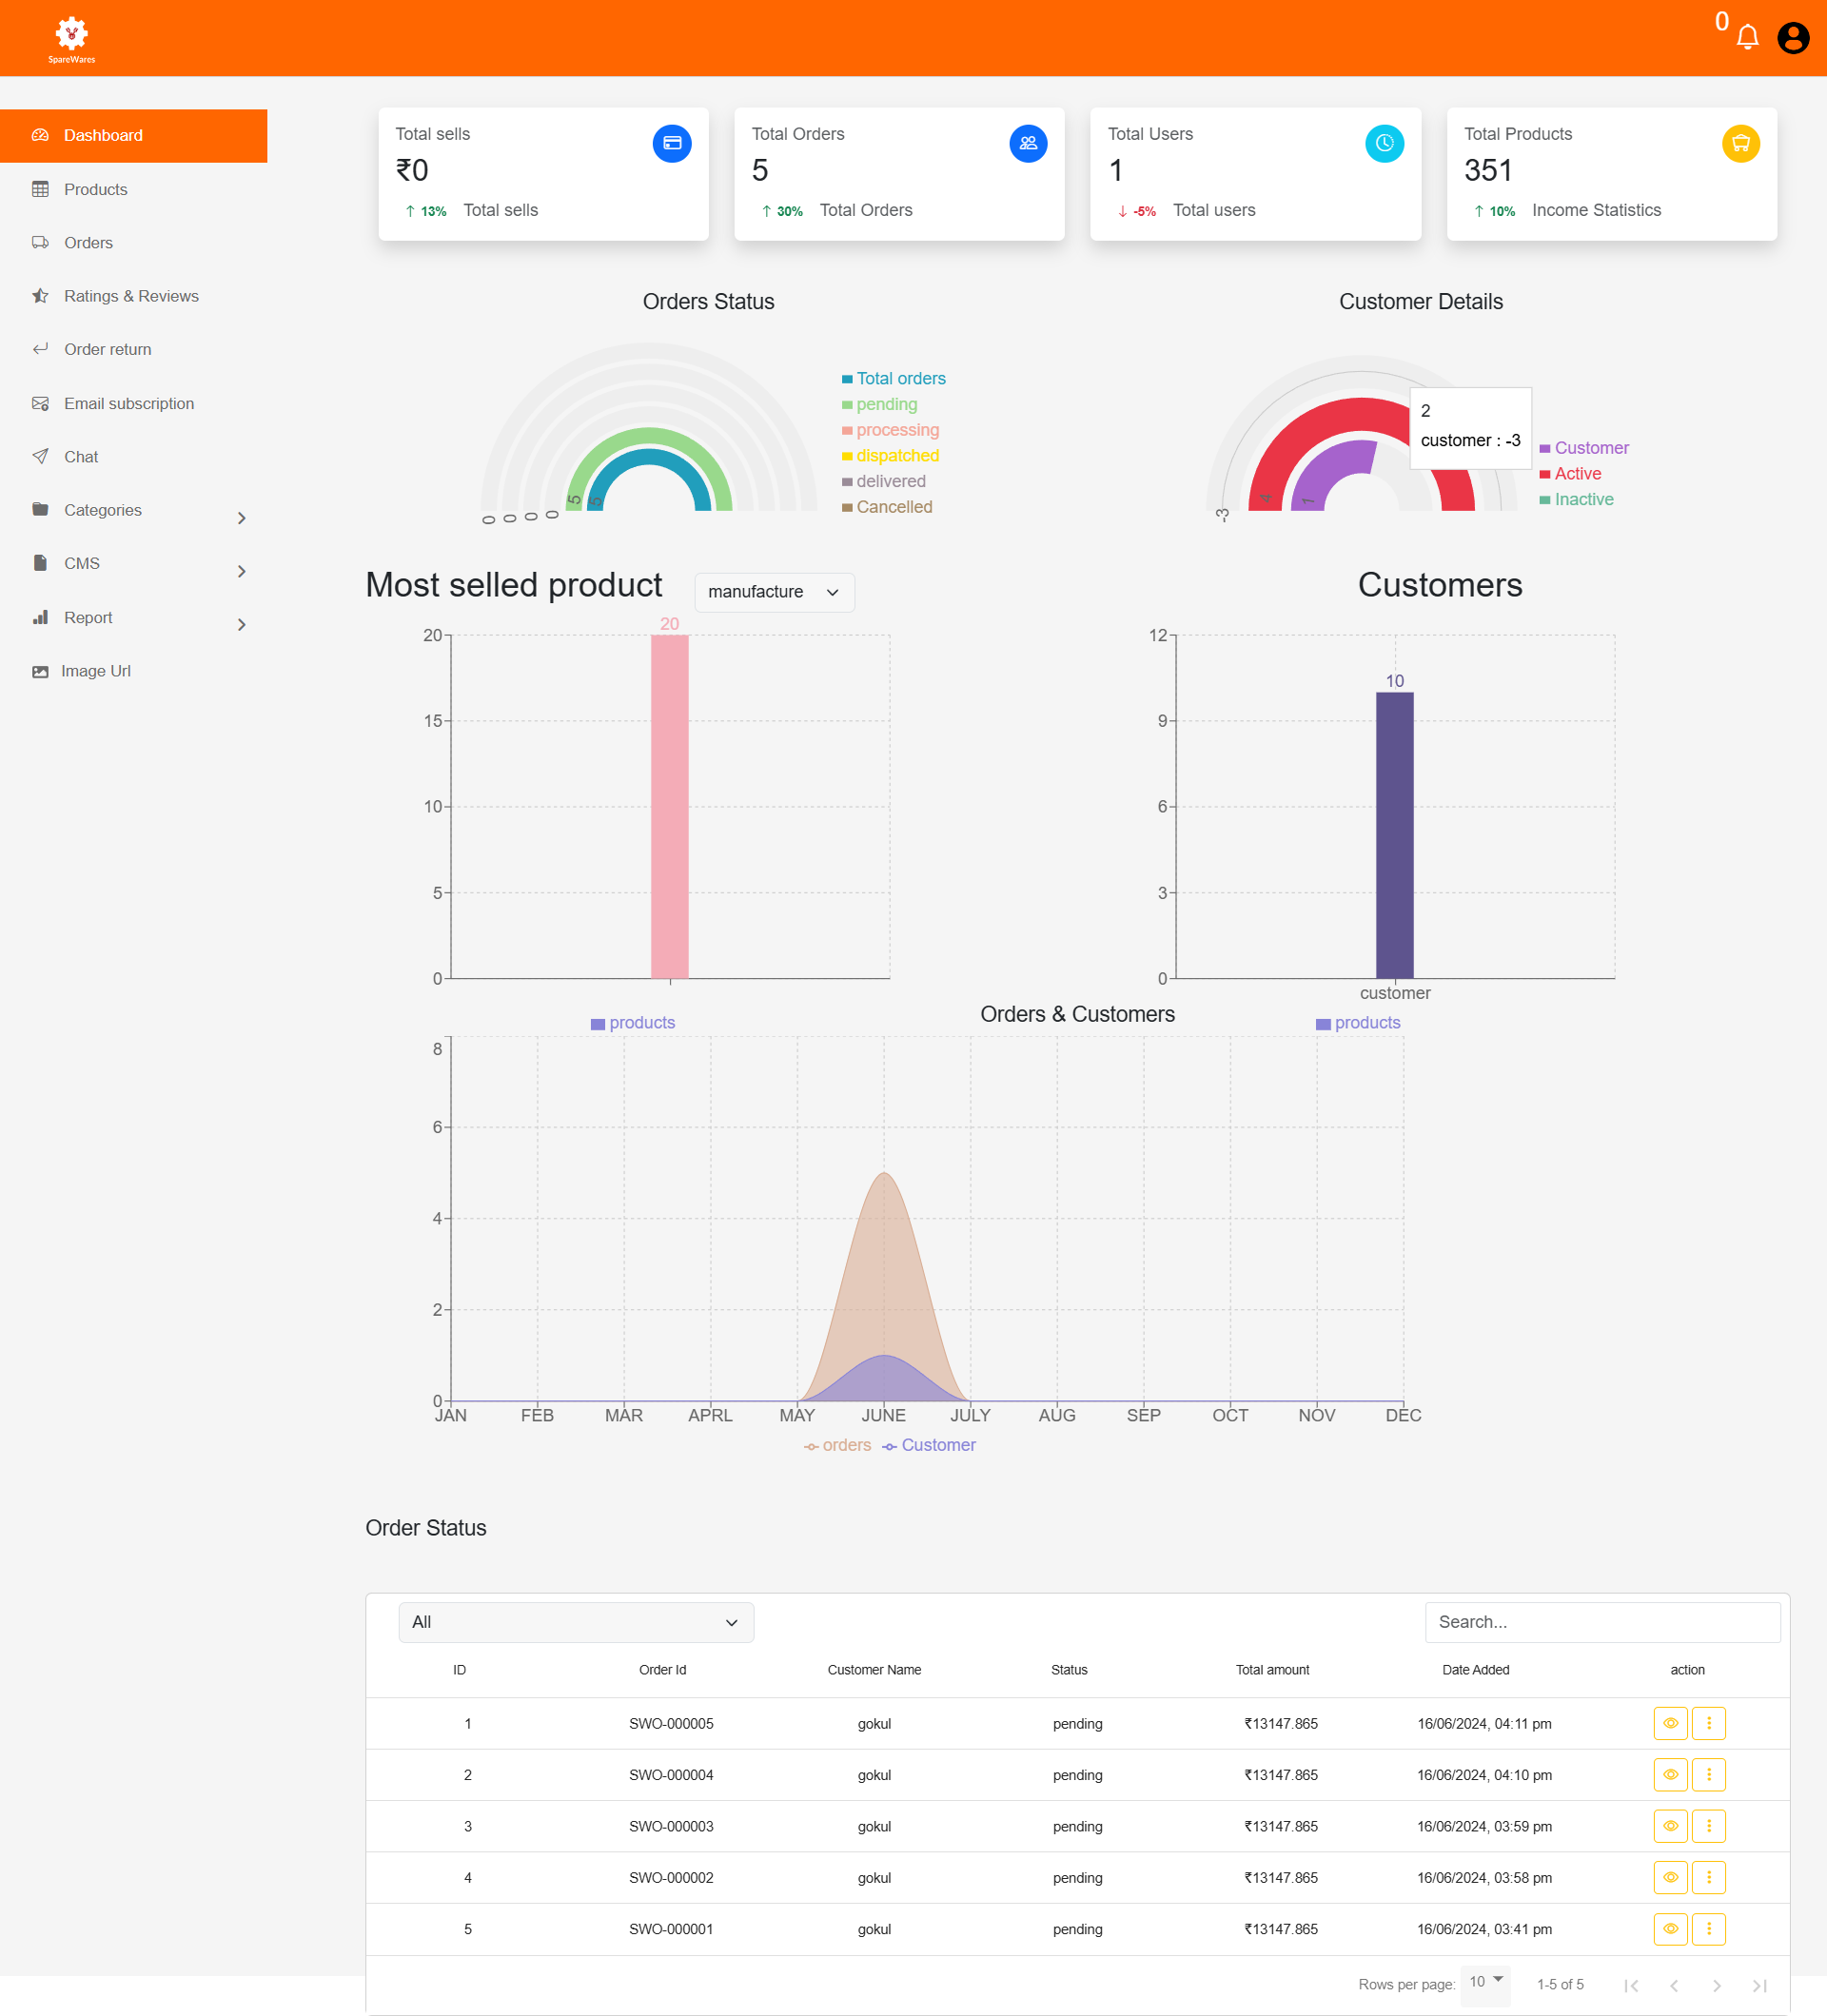 0
SpareWares
Dashboard
Products
Orders
Ratings & Reviews
Order return
Email subscription
Chat
Categories
CMS
Report
Image Url
Total sells
₹0
13% Total sells
Total Orders
5
30% Total Orders
Total Users
1
-5% Total users
Total Products
351
10% Income Statistics
Orders Status
0 0 0 0 5 5
Total orders
pending
processing
dispatched
delivered
Cancelled
Customer Details
-3 4 1
2
customer : -3
Customer
Active
Inactive
Most selled product
manufacture
20
20
15
10
5
0
products
Customers
12
10
9
6
3
0
customer
products
Orders & Customers
8
6
4
2
0
JAN FEB MAR APRL MAY JUNE JULY AUG SEP OCT NOV DEC
orders Customer
Order Status
All
Search...
ID Order Id Customer Name Status Total amount Date Added action
1 SWO-000005 gokul pending ₹13147.865 16/06/2024, 04:11 pm
2 SWO-000004 gokul pending ₹13147.865 16/06/2024, 04:10 pm
3 SWO-000003 gokul pending ₹13147.865 16/06/2024, 03:59 pm
4 SWO-000002 gokul pending ₹13147.865 16/06/2024, 03:58 pm
5 SWO-000001 gokul pending ₹13147.865 16/06/2024, 03:41 pm
Rows per page: 10 1-5 of 5